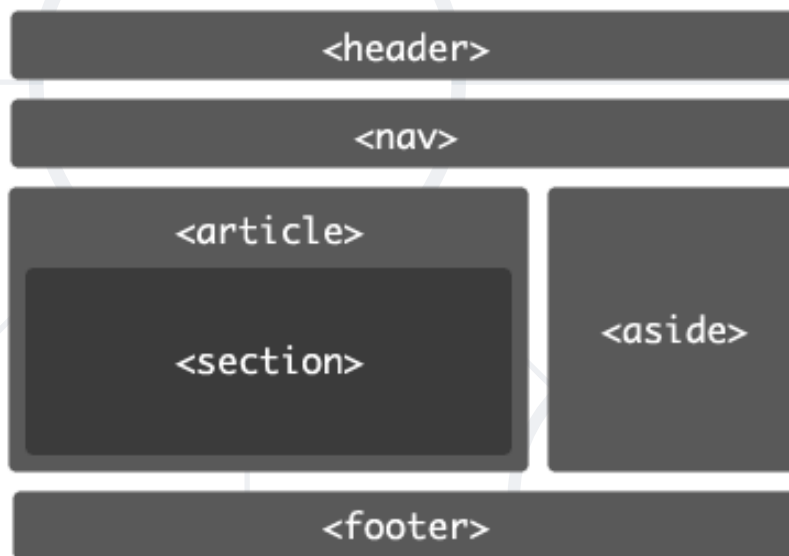 <header>
<nav>
<article>
<section>
<aside>
<footer>